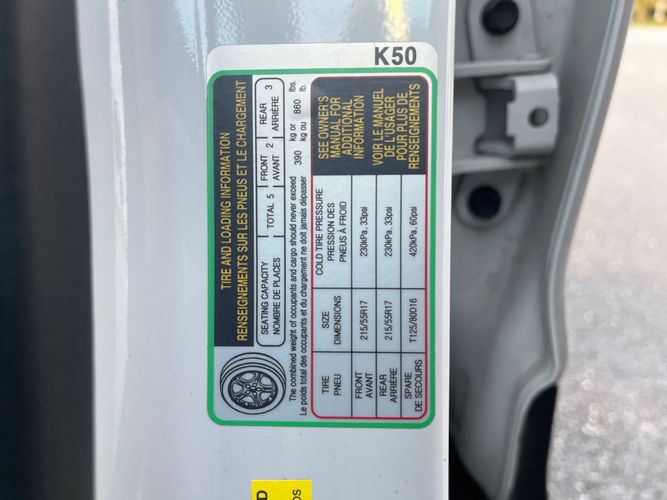 K50
TIRE AND LOADING INFORMATION
RENSEIGNEMENTS SUR LES PNEUS ET LE CHARGEMENT
SEATING CAPACITY TOTAL 5 FRONT 2 REAR 3
NOMBRE DE PLACES AVANT ARRIÈRE
The combined weight of occupants and cargo should never exceed 390 kg or 860 lbs.
Le poids total des occupants et du chargement ne doit jamais dépasser kg ou lb.
TIRE SIZE COLD TIRE PRESSURE SEE OWNER'S
PNEU DIMENSIONS PRESSION DES MANUAL FOR
PNEUS À FROID ADDITIONAL
INFORMATION
FRONT 215/55R17 230kPa, 33psi
AVANT
REAR 215/55R17 230kPa, 33psi
ARRIÈRE
VOIR LE MANUEL
DE L'USAGER
POUR PLUS DE
RENSEIGNEMENTS
SPARE T125/80D16 420kPa, 60psi
DE SECOURS
D
os